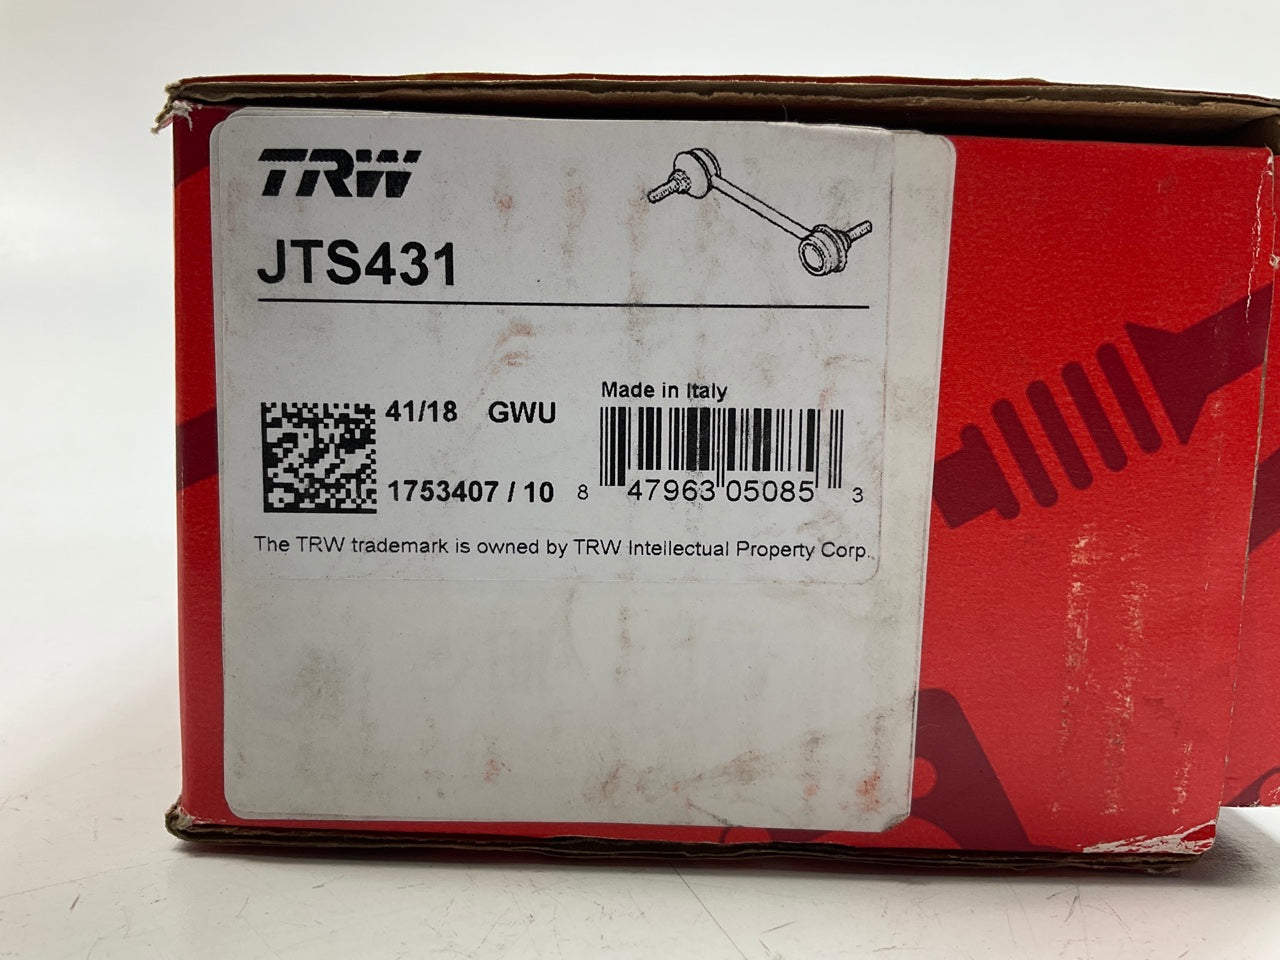 TRW
JTS431
41/18 GWU
Made in Italy
1753407 / 10
8 47963 05085 3
The TRW trademark is owned by TRW Intellectual Property Corp.